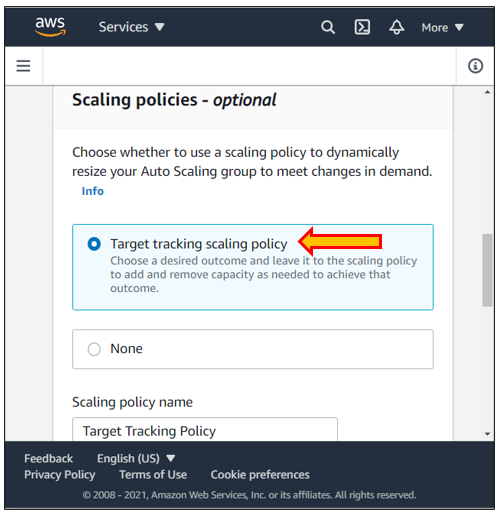 aws Services More
Scaling policies - optional
Choose whether to use a scaling policy to dynamically
resize your Auto Scaling group to meet changes in demand.
Info
Target tracking scaling policy
Choose a desired outcome and leave it to the scaling policy
to add and remove capacity as needed to achieve that
outcome.
None
Scaling policy name
Target Tracking Policy
Feedback English (US)
Privacy Policy Terms of Use Cookie preferences
© 2008 - 2021, Amazon Web Services, Inc. or its affiliates. All rights reserved.